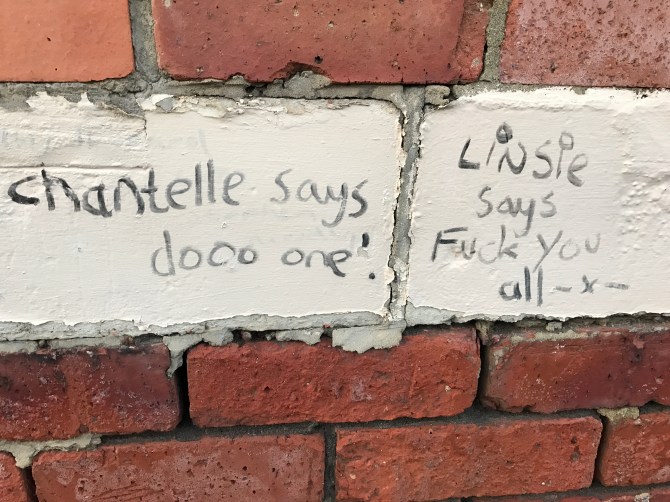 chantelle says
dooo one!
LiNsie
says
Fuck you
all -x-